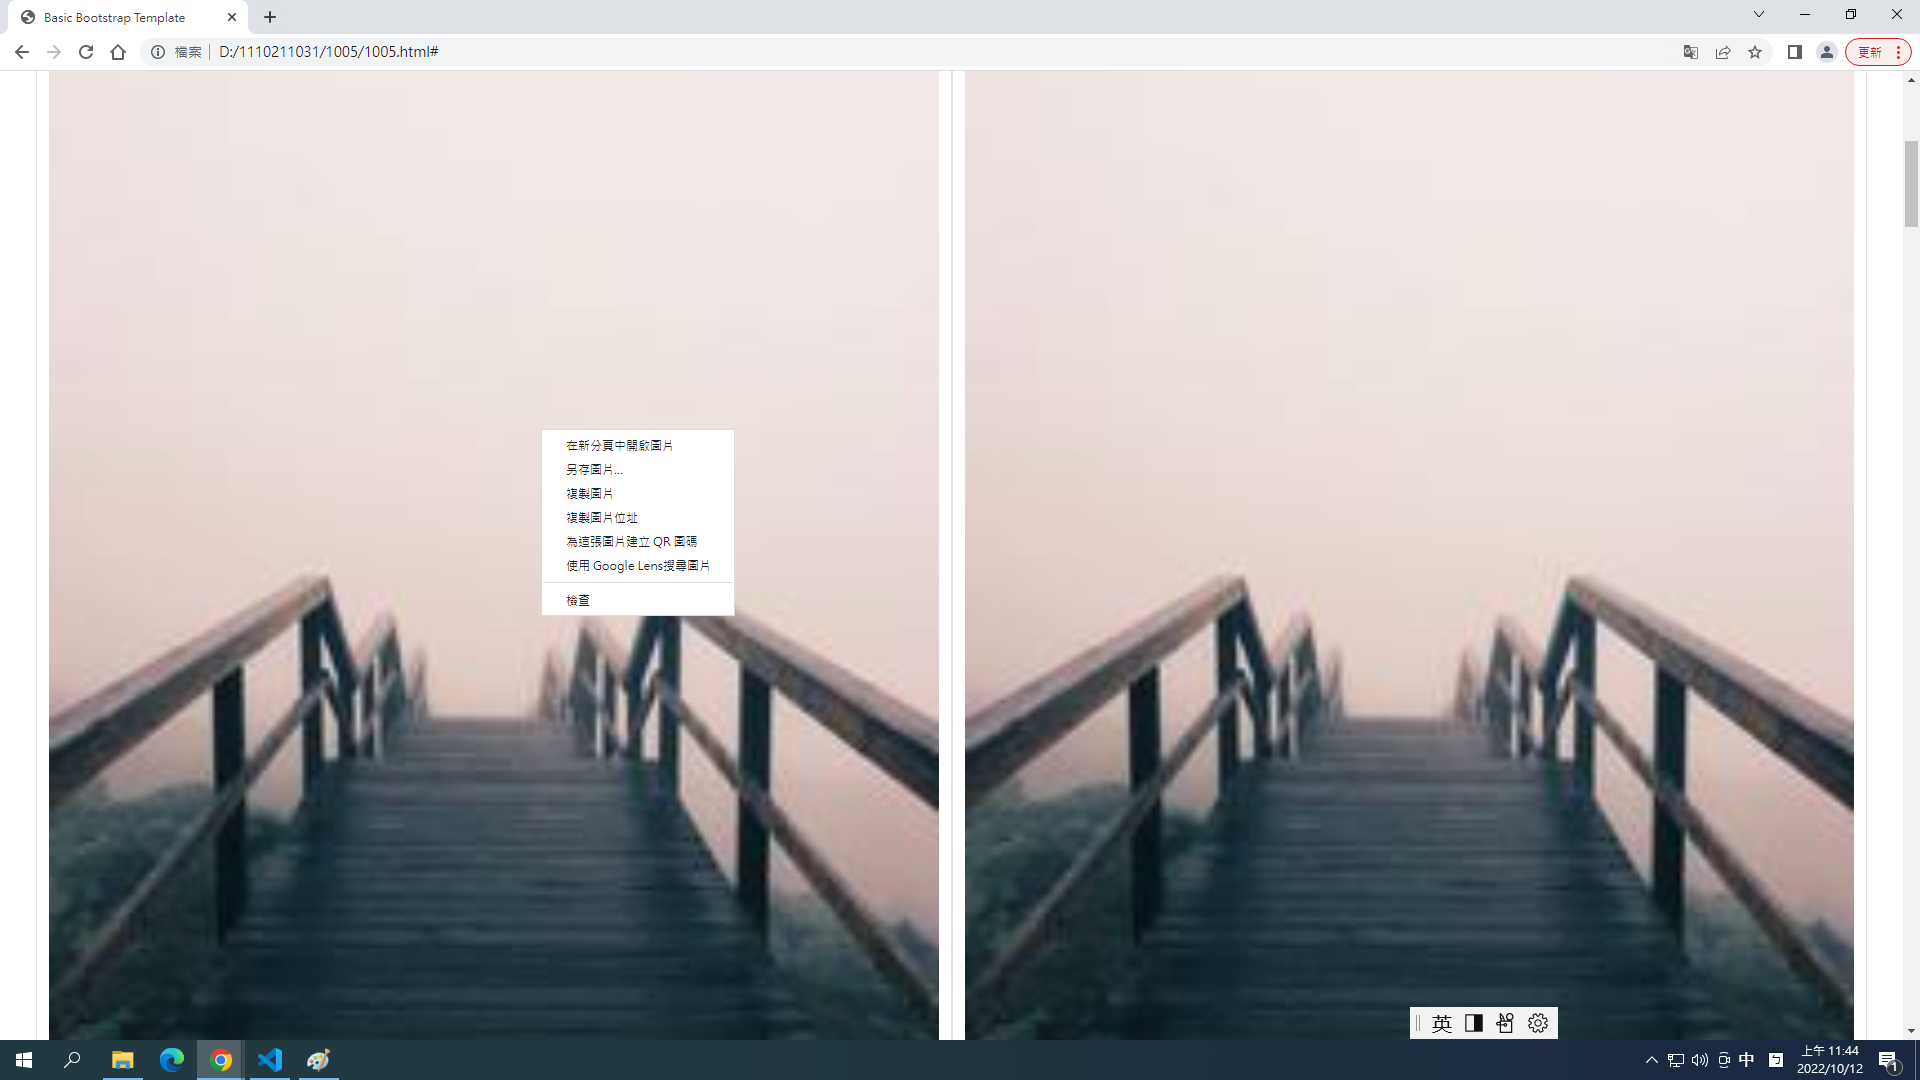 Basic Bootstrap Template
檔案
D:/1110211031/1005/1005.html#
更新
在新分頁中開啟圖片
另存圖片...
複製圖片
複製圖片位址
為這張圖片建立 QR 圖碼
使用 Google Lens搜尋圖片
檢查
英
中
ㄅ
上午 11:44
2022/10/12
1